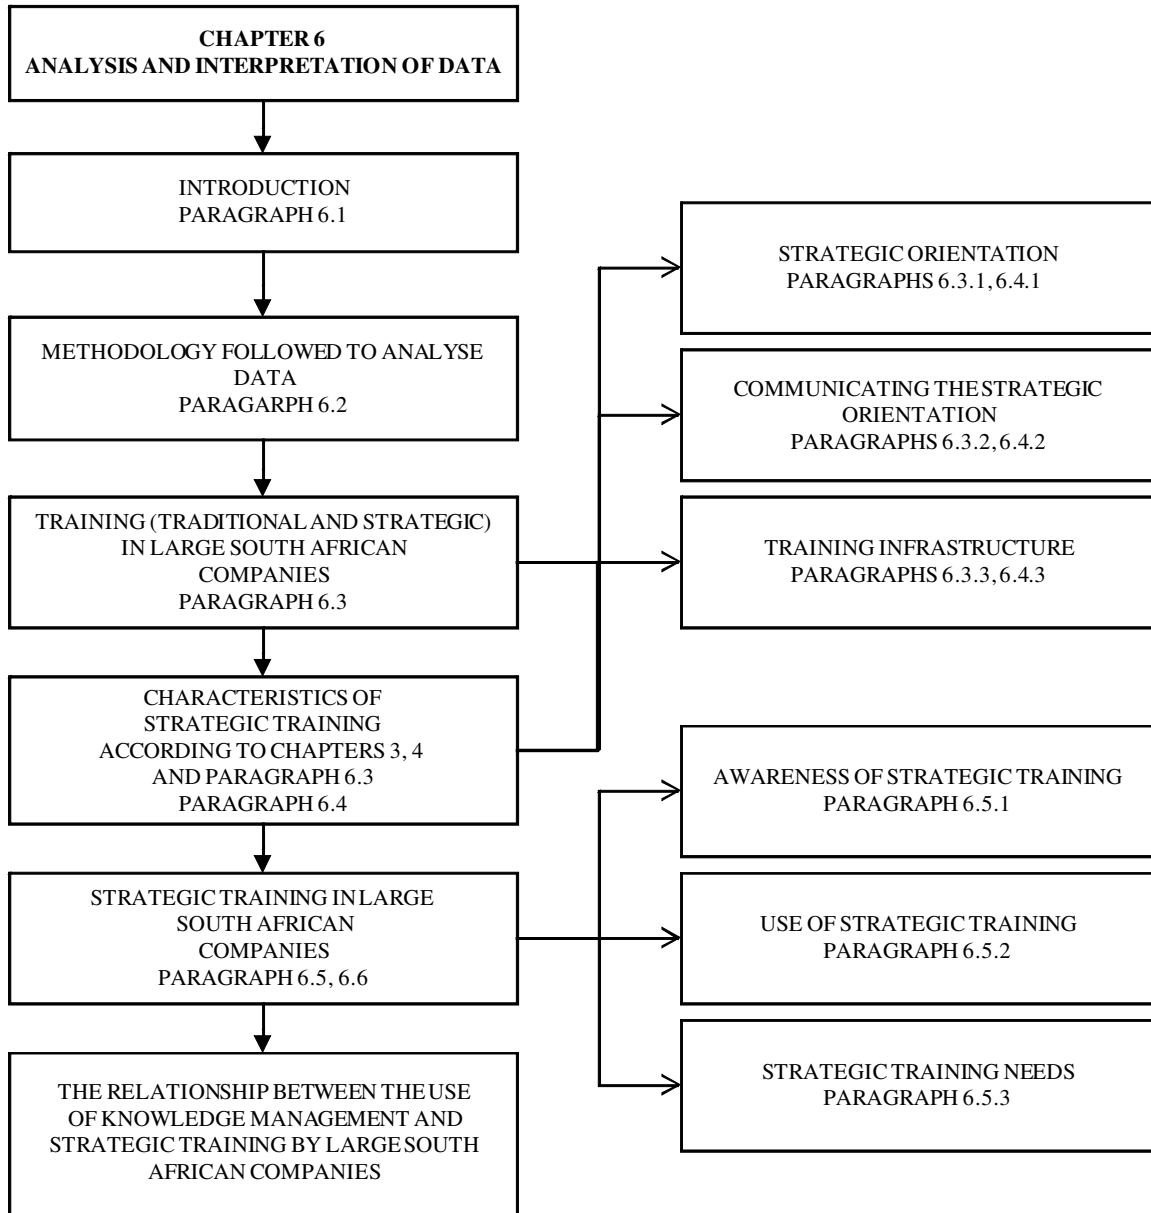 CHAPTER 6
ANALYSIS AND INTERPRETATION OF DATA
INTRODUCTION
PARAGRAPH 6.1
METHODOLOGY FOLLOWED TO ANALYSE
DATA
PARAGARPH 6.2
TRAINING (TRADITIONAL AND STRATEGIC)
IN LARGE SOUTH AFRICAN
COMPANIES
PARAGRAPH 6.3
CHARACTERISTICS OF
STRATEGIC TRAINING
ACCORDING TO CHAPTERS 3, 4
AND PARAGRAPH 6.3
PARAGRAPH 6.4
STRATEGIC TRAINING IN LARGE
SOUTH AFRICAN
COMPANIES
PARAGRAPH 6.5, 6.6
THE RELATIONSHIP BETWEEN THE USE
OF KNOWLEDGE MANAGEMENT AND
STRATEGIC TRAINING BY LARGE SOUTH
AFRICAN COMPANIES
STRATEGIC ORIENTATION
PARAGRAPHS 6.3.1, 6.4.1
COMMUNICATING THE STRATEGIC
ORIENTATION
PARAGRAPHS 6.3.2, 6.4.2
TRAINING INFRASTRUCTURE
PARAGRAPHS 6.3.3, 6.4.3
AWARENESS OF STRATEGIC TRAINING
PARAGRAPH 6.5.1
USE OF STRATEGIC TRAINING
PARAGRAPH 6.5.2
STRATEGIC TRAINING NEEDS
PARAGRAPH 6.5.3